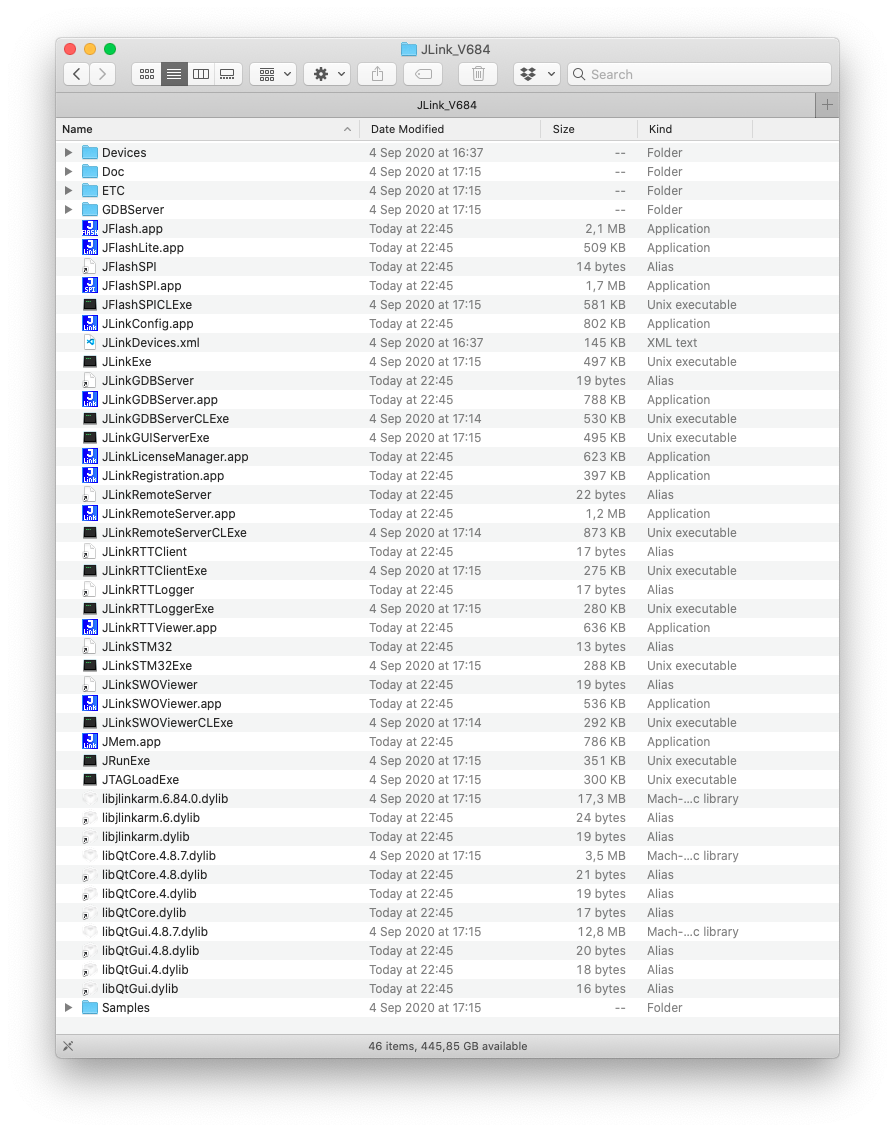 JLink_V684
Search
JLink_V684
Name Date Modified Size Kind
Devices 4 Sep 2020 at 16:37 -- Folder
Doc 4 Sep 2020 at 17:15 -- Folder
ETC 4 Sep 2020 at 17:15 -- Folder
GDBServer 4 Sep 2020 at 17:15 -- Folder
JFlash.app Today at 22:45 2,1 MB Application
JFlashLite.app Today at 22:45 509 KB Application
JFlashSPI Today at 22:45 14 bytes Alias
JFlashSPI.app Today at 22:45 1,7 MB Application
JFlashSPICLExe 4 Sep 2020 at 17:15 581 KB Unix executable
JLinkConfig.app Today at 22:45 802 KB Application
JLinkDevices.xml 4 Sep 2020 at 16:37 145 KB XML text
JLinkExe 4 Sep 2020 at 17:15 497 KB Unix executable
JLinkGDBServer Today at 22:45 19 bytes Alias
JLinkGDBServer.app Today at 22:45 788 KB Application
JLinkGDBServerCLExe 4 Sep 2020 at 17:14 530 KB Unix executable
JLinkGUIServerExe 4 Sep 2020 at 17:15 495 KB Unix executable
JLinkLicenseManager.app Today at 22:45 623 KB Application
JLinkRegistration.app Today at 22:45 397 KB Application
JLinkRemoteServer Today at 22:45 22 bytes Alias
JLinkRemoteServer.app Today at 22:45 1,2 MB Application
JLinkRemoteServerCLExe 4 Sep 2020 at 17:14 873 KB Unix executable
JLinkRTTClient Today at 22:45 17 bytes Alias
JLinkRTTClientExe 4 Sep 2020 at 17:15 275 KB Unix executable
JLinkRTTLogger Today at 22:45 17 bytes Alias
JLinkRTTLoggerExe 4 Sep 2020 at 17:15 280 KB Unix executable
JLinkRTTViewer.app Today at 22:45 636 KB Application
JLinkSTM32 Today at 22:45 13 bytes Alias
JLinkSTM32Exe 4 Sep 2020 at 17:15 288 KB Unix executable
JLinkSWOViewer Today at 22:45 19 bytes Alias
JLinkSWOViewer.app Today at 22:45 536 KB Application
JLinkSWOViewerCLExe 4 Sep 2020 at 17:14 292 KB Unix executable
JMem.app Today at 22:45 786 KB Application
JRunExe 4 Sep 2020 at 17:15 351 KB Unix executable
JTAGLoadExe 4 Sep 2020 at 17:15 300 KB Unix executable
libjlinkarm.6.84.0.dylib 4 Sep 2020 at 17:15 17,3 MB Mach-...c library
libjlinkarm.6.dylib Today at 22:45 24 bytes Alias
libjlinkarm.dylib Today at 22:45 19 bytes Alias
libQtCore.4.8.7.dylib 4 Sep 2020 at 17:15 3,5 MB Mach-...c library
libQtCore.4.8.dylib Today at 22:45 21 bytes Alias
libQtCore.4.dylib Today at 22:45 19 bytes Alias
libQtCore.dylib Today at 22:45 17 bytes Alias
libQtGui.4.8.7.dylib 4 Sep 2020 at 17:15 12,8 MB Mach-...c library
libQtGui.4.8.dylib Today at 22:45 20 bytes Alias
libQtGui.4.dylib Today at 22:45 18 bytes Alias
libQtGui.dylib Today at 22:45 16 bytes Alias
Samples 4 Sep 2020 at 17:15 -- Folder
46 items, 445,85 GB available